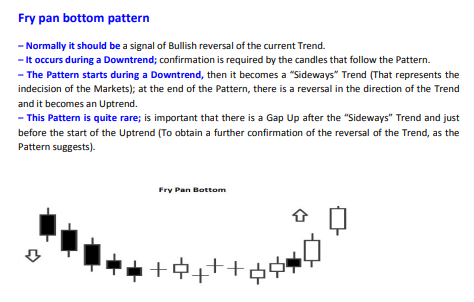 Fry pan bottom pattern
– Normally it should be a signal of Bullish reversal of the current Trend.
– It occurs during a Downtrend; confirmation is required by the candles that follow the Pattern.
– The Pattern starts during a Downtrend, then it becomes a “Sideways” Trend (That represents the
indecision of the Markets); at the end of the Pattern, there is a reversal in the direction of the Trend
and it becomes an Uptrend.
– This Pattern is quite rare; is important that there is a Gap Up after the “Sideways” Trend and just
before the start of the Uptrend (To obtain a further confirmation of the reversal of the Trend, as the
Pattern suggests).
Fry Pan Bottom